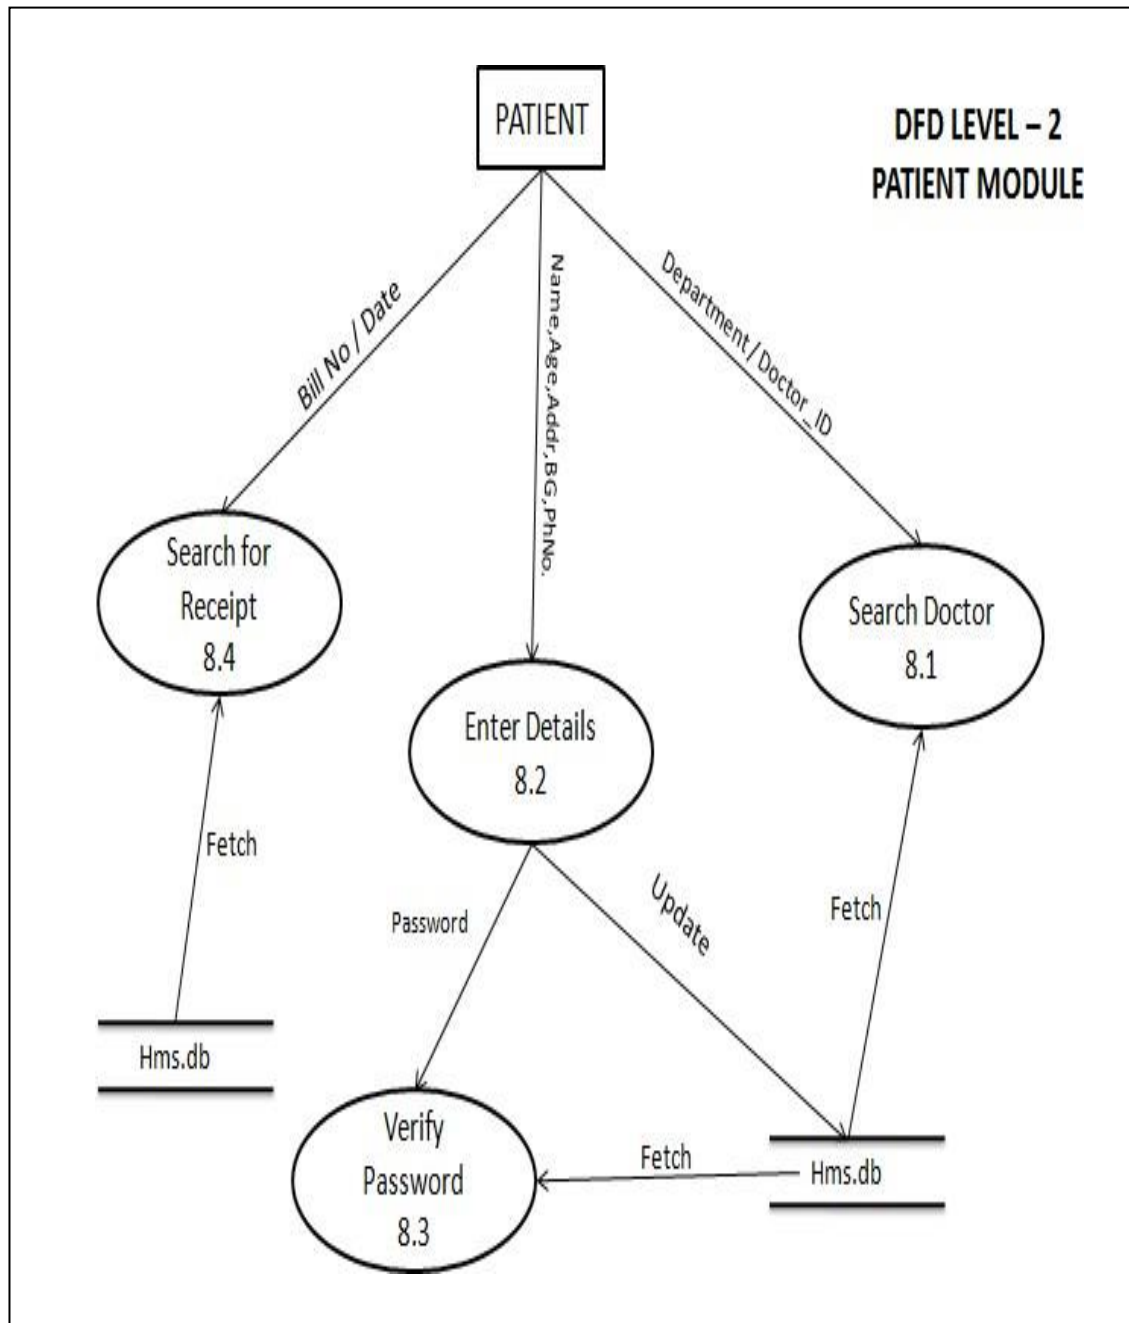 PATIENT
DFD LEVEL – 2
PATIENT MODULE
Bill No / Date
Name,Age,Addr,BG,PhNo.
Department / Doctor_ID
Search for
Receipt
8.4
Search Doctor
8.1
Enter Details
8.2
Fetch
Password
Update
Fetch
Hms.db
Verify
Password
8.3
Fetch
Hms.db